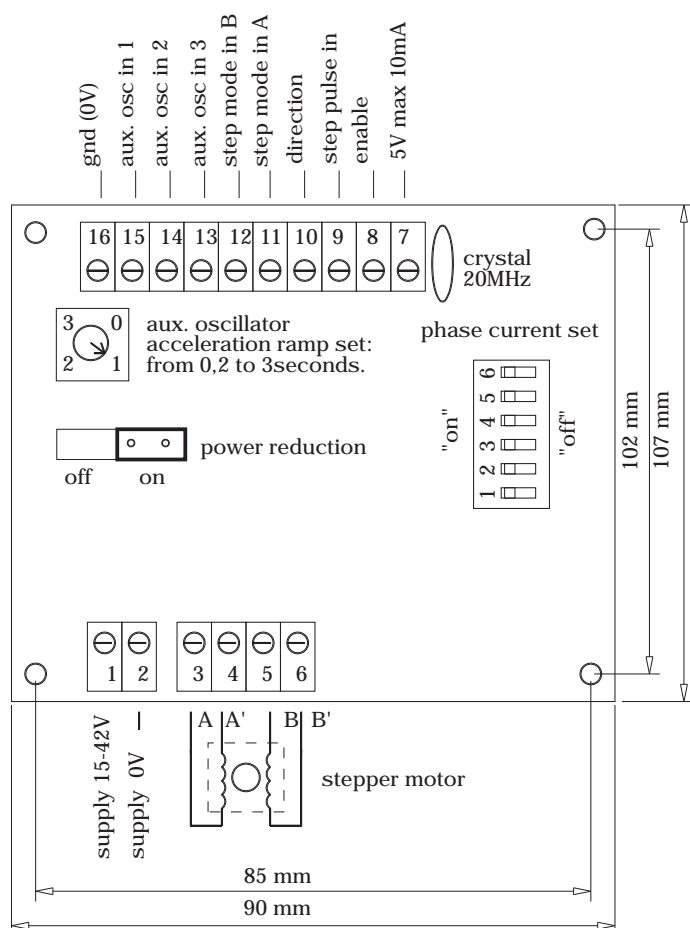 gnd (0V)
aux. osc in 1
aux. osc in 2
aux. osc in 3
step mode in B
step mode in A
direction
step pulse in
enable
5V max 10mA
16 15 14 13 12 11 10 9 8 7
crystal
20MHz
3 0
2 1
aux. oscillator
acceleration ramp set:
from 0,2 to 3seconds.
phase current set
"on"
1 2 3 4 5 6
"off"
power reduction
off on
102 mm
107 mm
1 2 3 4 5 6
A A' B B'
supply 15-42V
supply 0V
stepper motor
85 mm
90 mm